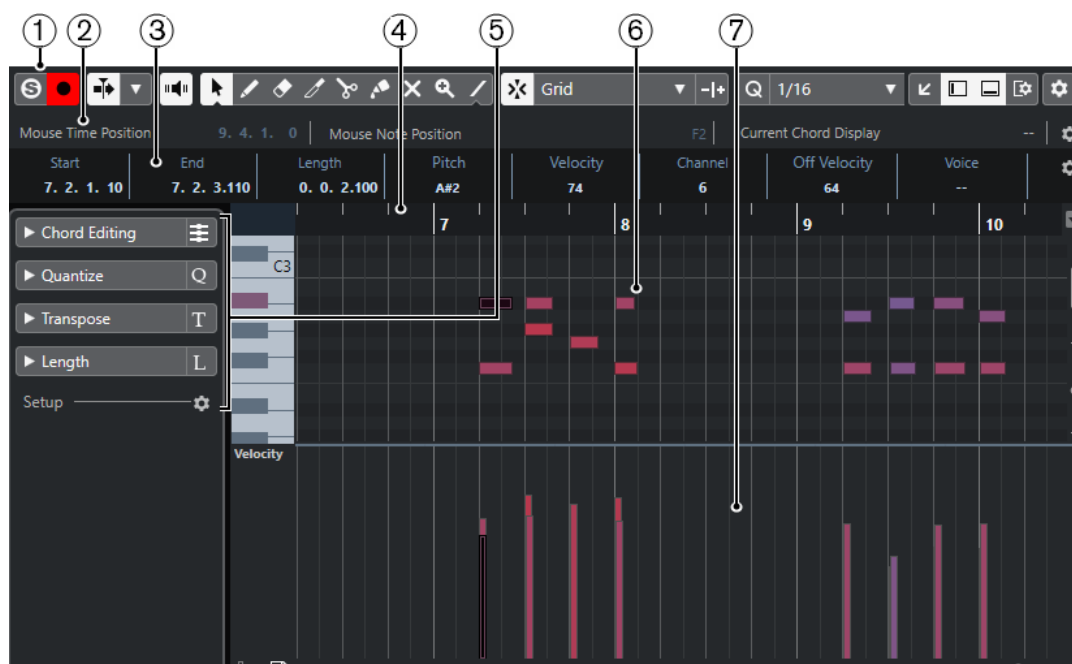 ① ② ③ ④ ⑤ ⑥ ⑦
Grid Q 1/16
Mouse Time Position 9. 4. 1. 0 Mouse Note Position F2 Current Chord Display --
Start End Length Pitch Velocity Channel Off Velocity Voice
7. 2. 1. 10 7. 2. 3.110 0. 0. 2.100 A#2 74 6 64 --
7 8 9 10
Chord Editing
C3
Quantize Q
Transpose T
Length L
Setup
Velocity